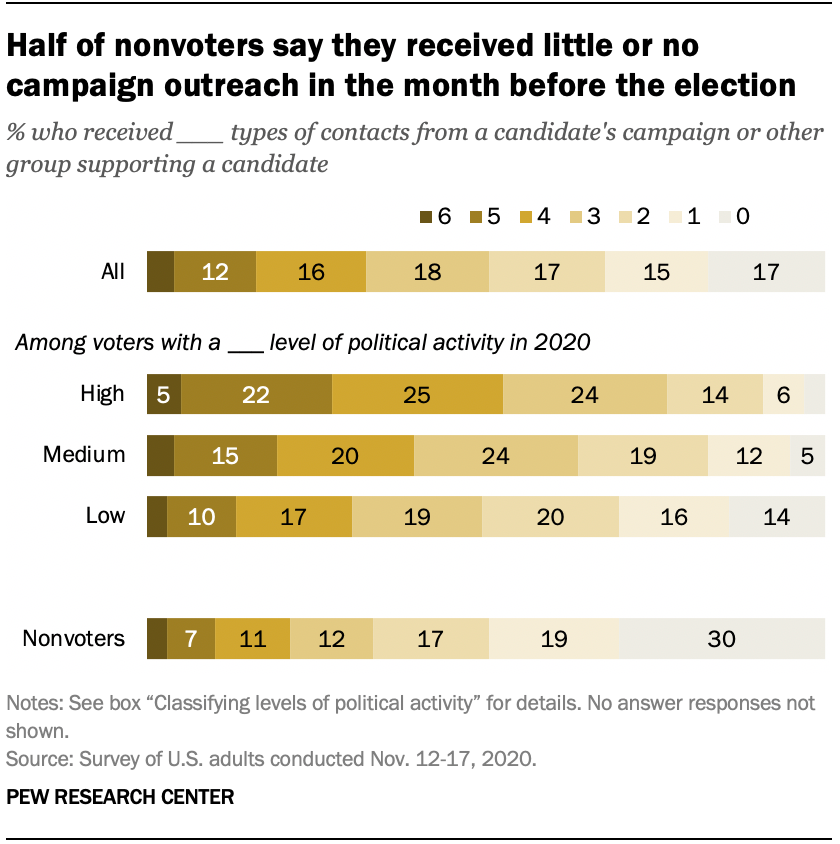 Half of nonvoters say they received little or no
campaign outreach in the month before the election
% who received ___ types of contacts from a candidate's campaign or other
group supporting a candidate
6 5 4 3 2 1 0
All 12 16 18 17 15 17
Among voters with a ___ level of political activity in 2020
High 5 22 25 24 14 6
Medium 15 20 24 19 12 5
Low 10 17 19 20 16 14
Nonvoters 7 11 12 17 19 30
Notes: See box “Classifying levels of political activity” for details. No answer responses not
shown.
Source: Survey of U.S. adults conducted Nov. 12-17, 2020.
PEW RESEARCH CENTER